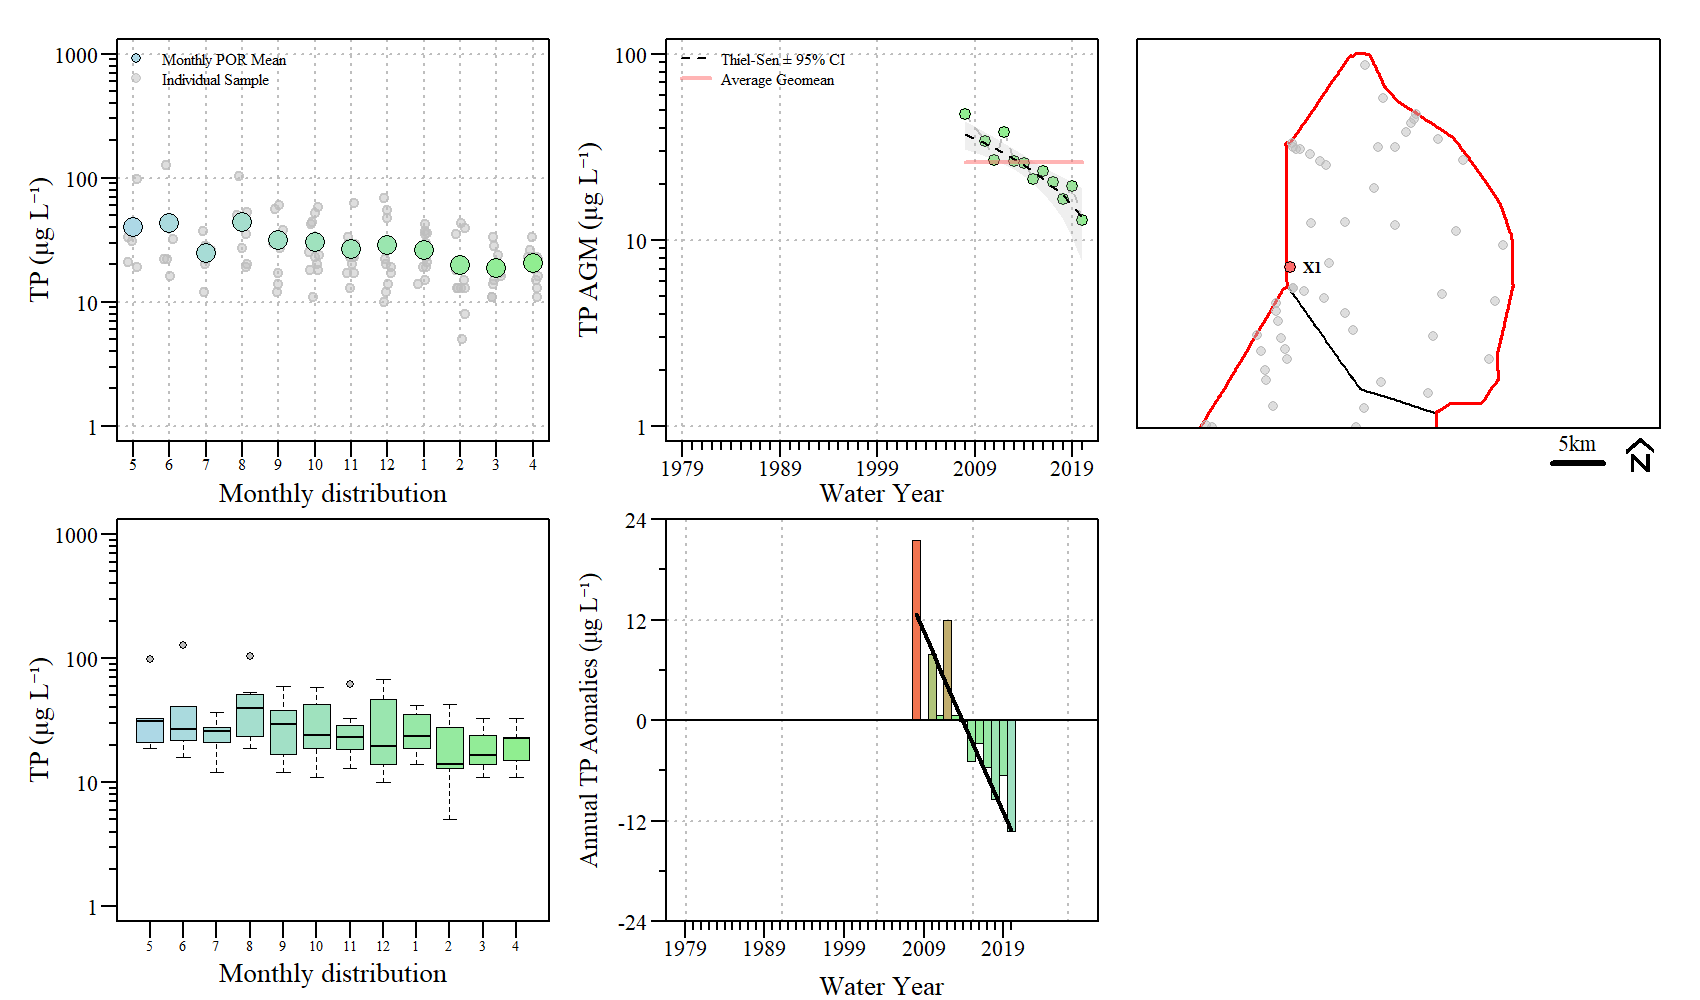 1000
100
10
1
TP (µg L⁻¹)
Monthly POR Mean
Individual Sample
5 6 7 8 9 10 11 12 1 2 3 4
Monthly distribution
100
10
1
TP AGM (µg L⁻¹)
Thiel-Sen ± 95% CI
Average Geomean
1979 1989 1999 2009 2019
Water Year
X1
5km
N
1000
100
10
1
TP (µg L⁻¹)
5 6 7 8 9 10 11 12 1 2 3 4
Monthly distribution
24
12
0
-12
-24
Annual TP Aomalies (µg L⁻¹)
1979 1989 1999 2009 2019
Water Year